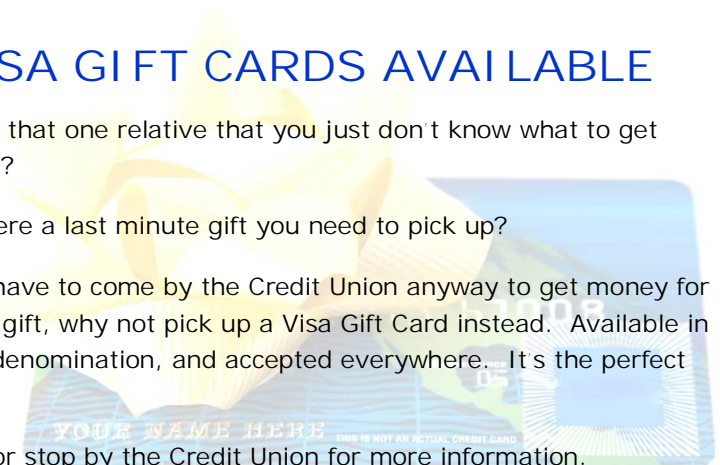 SA GIFT CARDS AVAILABLE
that one relative that you just don't know what to get
?
ere a last minute gift you need to pick up?
have to come by the Credit Union anyway to get money for
gift, why not pick up a Visa Gift Card instead. Available in
denomination, and accepted everywhere. It's the perfect
YOUR NAME HERE THIS IS NOT AN ACTUAL CREDIT CARD
or stop by the Credit Union for more information.